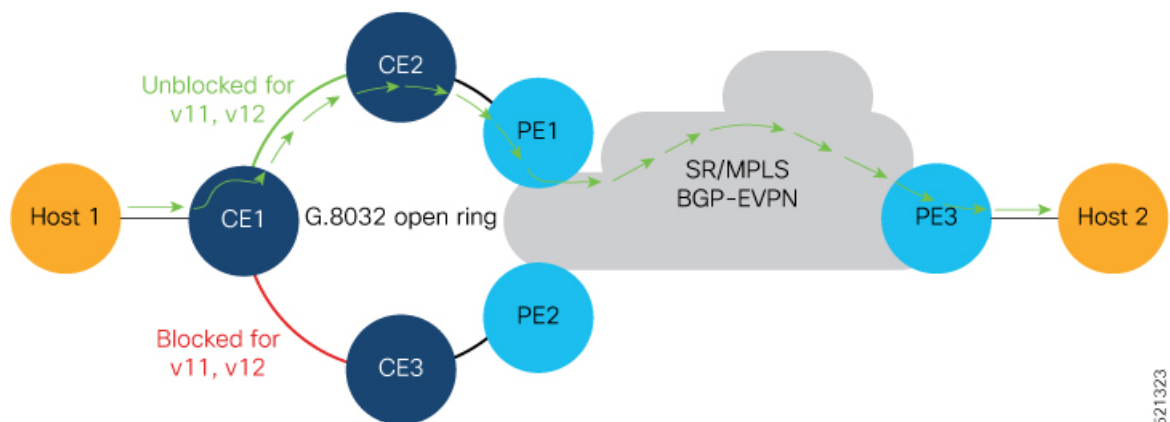 CE2
Unblocked for
v11, v12
PE1
SR/MPLS
BGP-EVPN
Host 1
CE1
G.8032 open ring
PE3
Host 2
PE2
Blocked for
v11, v12
CE3
521323